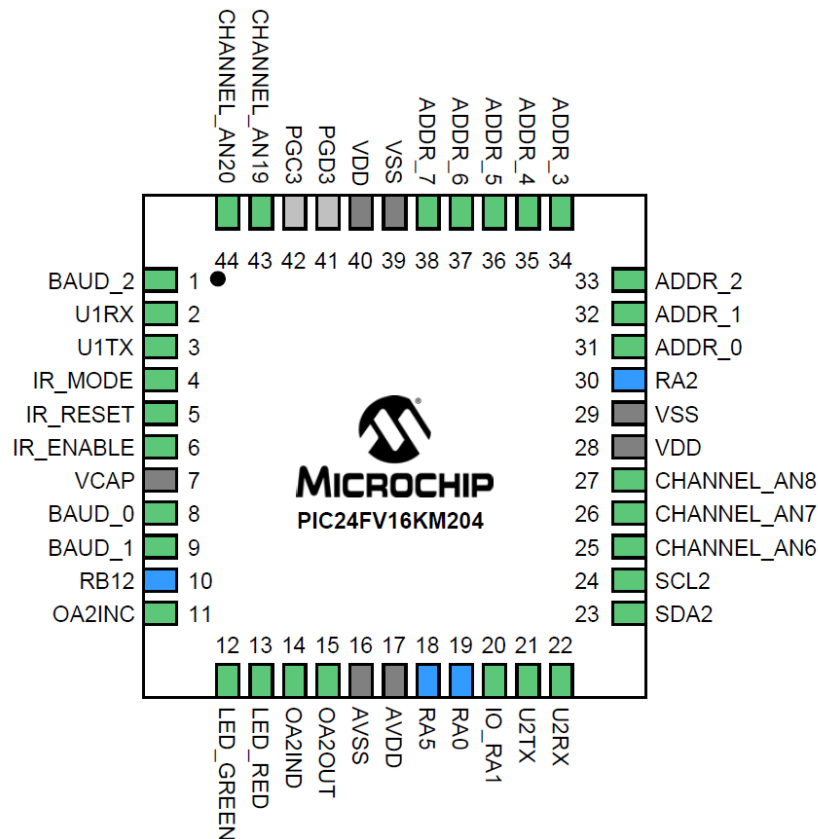 CHANNEL_AN20
CHANNEL_AN19
PGC3
PGD3
VDD
VSS
ADDR_7
ADDR_6
ADDR_5
ADDR_4
ADDR_3
44 43 42 41 40 39 38 37 36 35 34
BAUD_2 1
U1RX 2
U1TX 3
IR_MODE 4
IR_RESET 5
IR_ENABLE 6
VCAP 7
BAUD_0 8
BAUD_1 9
RB12 10
OA2INC 11
33 ADDR_2
32 ADDR_1
31 ADDR_0
30 RA2
29 VSS
28 VDD
27 CHANNEL_AN8
26 CHANNEL_AN7
25 CHANNEL_AN6
24 SCL2
23 SDA2
MICROCHIP
PIC24FV16KM204
12 13 14 15 16 17 18 19 20 21 22
LED_GREEN
LED_RED
OA2IND
OA2OUT
AVSS
AVDD
RA5
RA0
IO_RA1
U2TX
U2RX